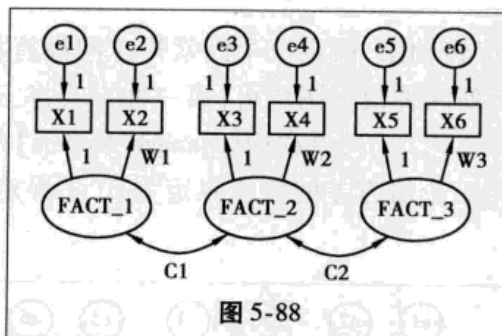 e1 e2 e3 e4 e5 e6
1 1 1 1 1 1
X1 X2 X3 X4 X5 X6
1 W1 1 W2 1 W3
FACT_1 FACT_2 FACT_3
C1 C2
图 5-88